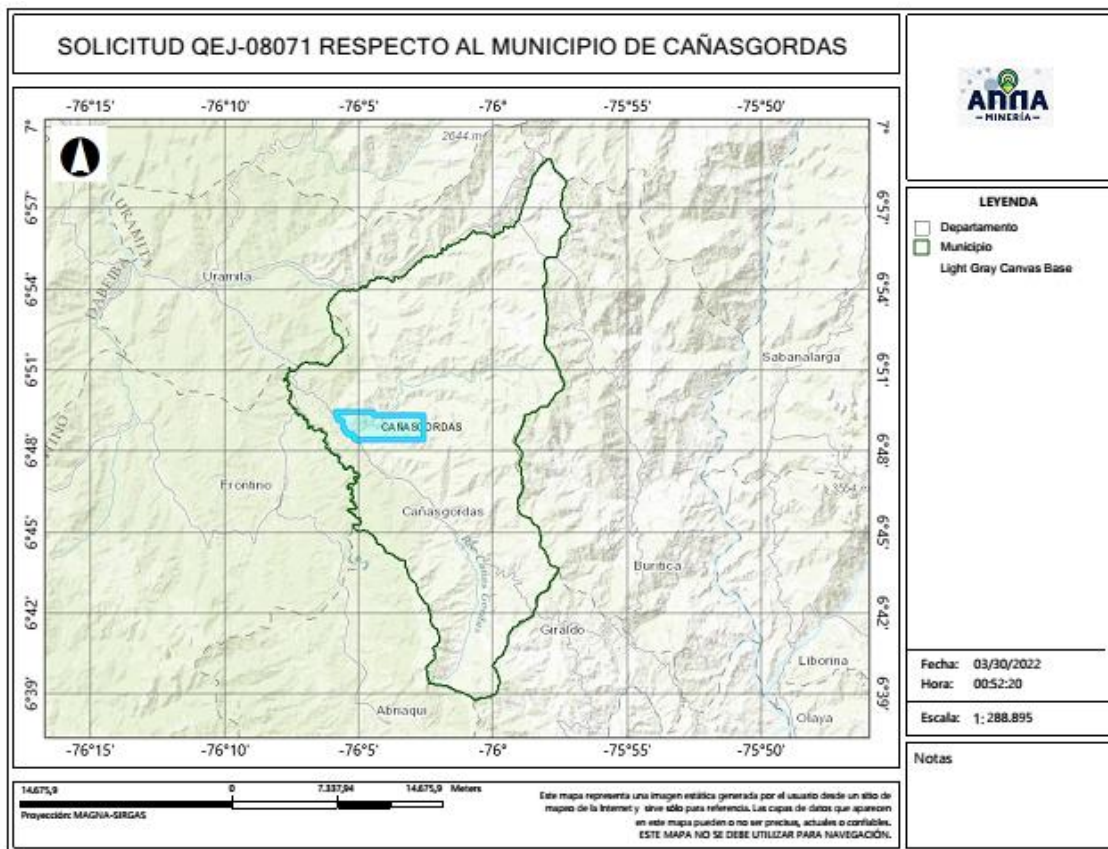 SOLICITUD QEJ-08071 RESPECTO AL MUNICIPIO DE CAÑASGORDAS
ANNA
–MINERÍA–
-76°15' -76°10' -76°5' -76° -75°55' -75°50'
7° 7°
2644 m
6°57' 6°57'
URAMITA
DABEIBA
Uramita
6°54' 6°54'
Sabanalarga
6°51' 6°51'
CAÑASGORDAS
6°48' 6°48'
Frontino
3554 m
Cañasgordas
6°45' 6°45'
Buriticá
6°42' 6°42'
Giraldo
Liborina
6°39' 6°39'
Abriaquí
Olaya
-76°15' -76°10' -76°5' -76° -75°55' -75°50'
LEYENDA
Departamento
Municipio
Light Gray Canvas Base
Fecha: 03/30/2022
Hora: 00:52:20
Escala: 1: 288.895
Notas
14.675,9 0 7.337,94 14.675,9 Meters
Proyección: MAGNA-SIRGAS
Este mapa representa una imagen estática generada por el usuario desde un sitio de
mapeo de la Internet y sirve sólo para referencia. Las capas de datos que aparecen
en este mapa pueden o no ser precisas, actuales o confiables.
ESTE MAPA NO SE DEBE UTILIZAR PARA NAVEGACIÓN.